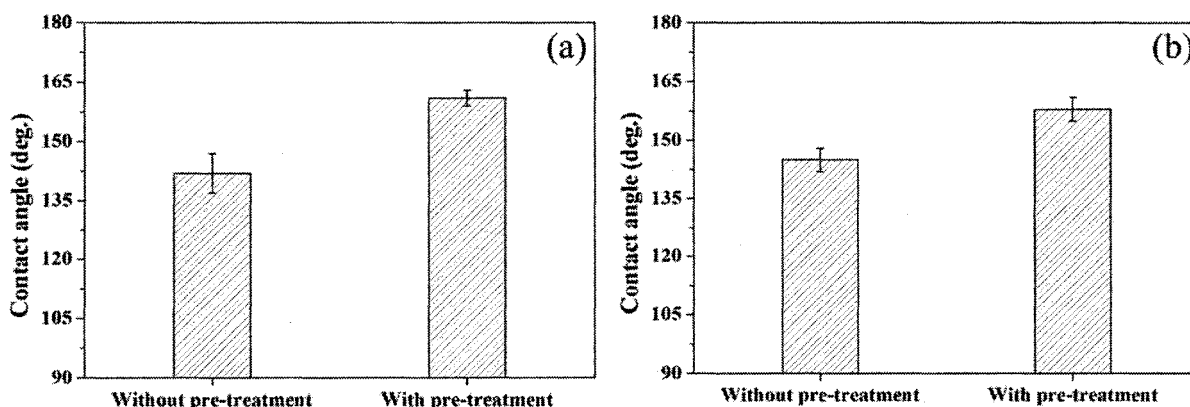 (a)
180
165
150
135
120
105
90
Contact angle (deg.)
Without pre-treatment
With pre-treatment
(b)
180
165
150
135
120
105
90
Contact angle (deg.)
Without pre-treatment
With pre-treatment